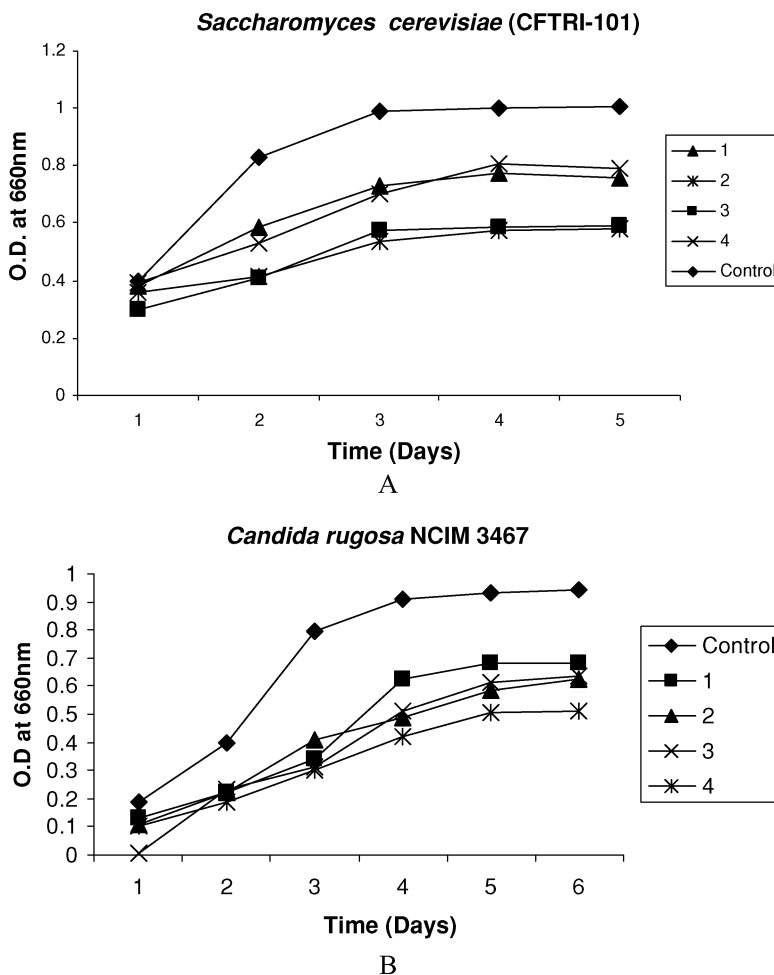 Saccharomyces cerevisiae (CFTRI-101)
1.2
1
0.8
0.6
0.4
0.2
0
O.D. at 660nm
1 2 3 4 5
Time (Days)
1
2
3
4
Control
A
Candida rugosa NCIM 3467
1
0.9
0.8
0.7
0.6
0.5
0.4
0.3
0.2
0.1
0
O.D at 660nm
1 2 3 4 5 6
Time (Days)
Control
1
2
3
4
B